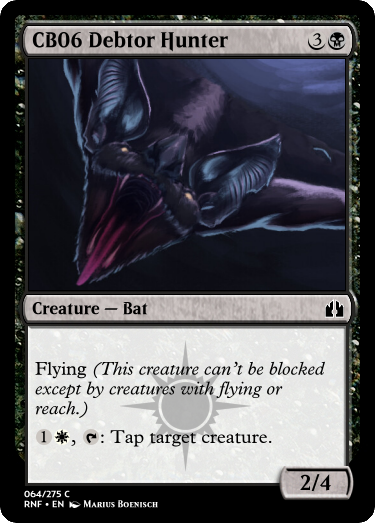 CB06 Debtor Hunter 3
Creature — Bat
Flying (This creature can't be blocked
except by creatures with flying or
reach.)
1 , : Tap target creature.
2/4
064/275 C
RNF • EN Marius Boenisch